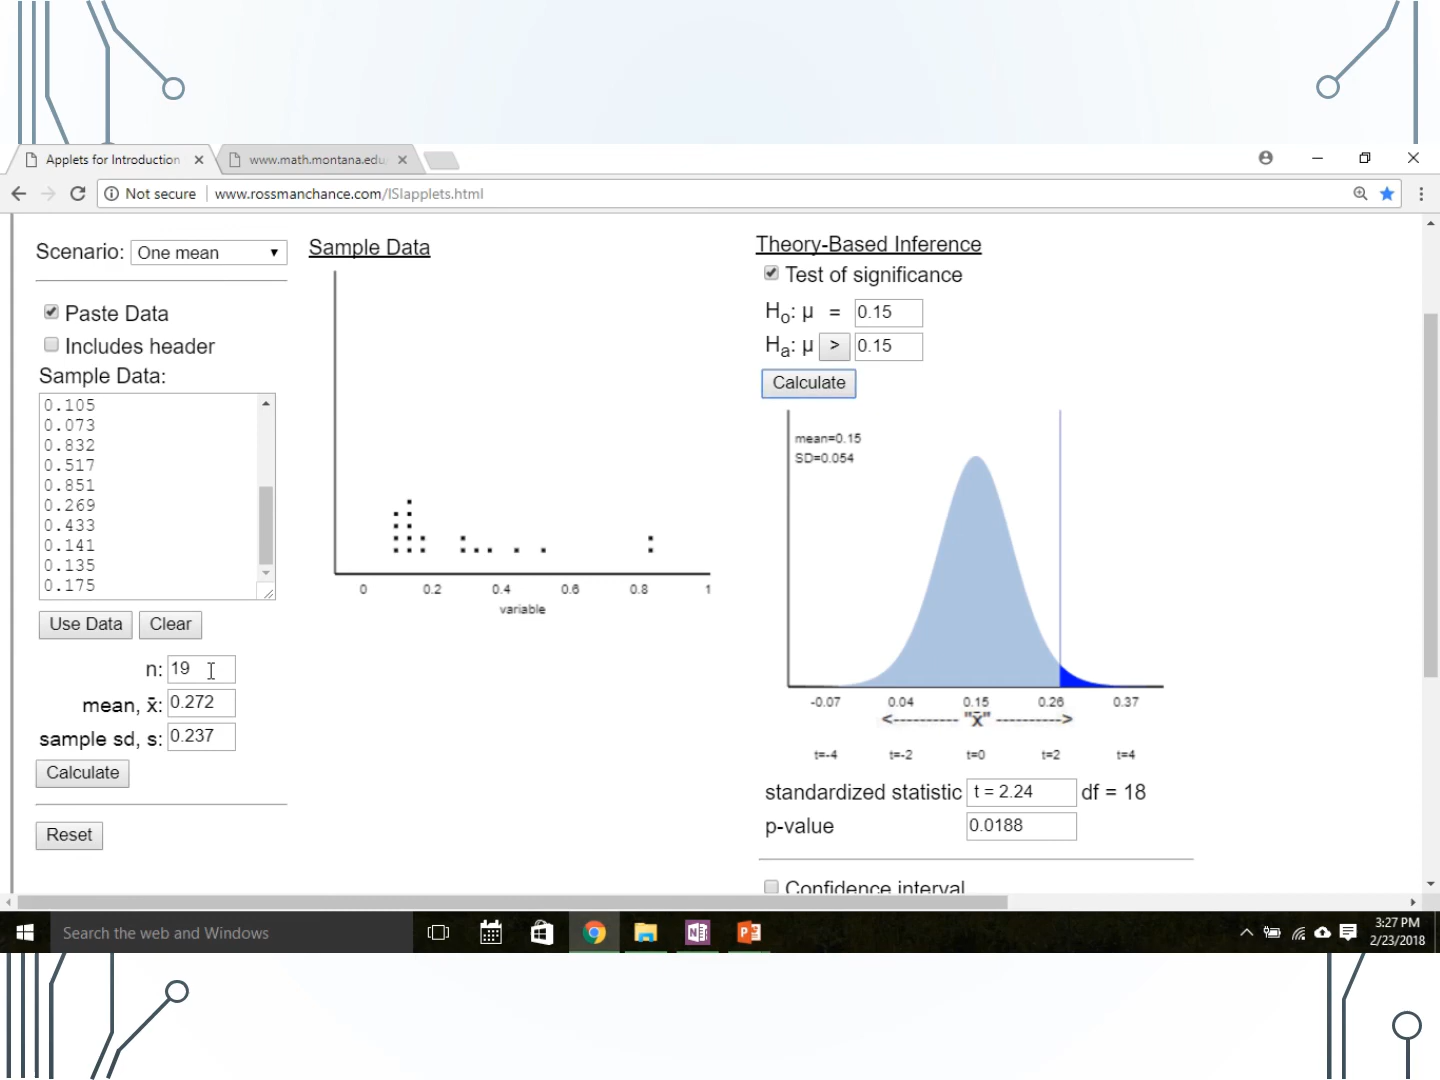 Applets for Introduction
www.math.montana.edu
Not secure
www.rossmanchance.com/ISIapplets.html
Scenario: One mean
Paste Data
Includes header
Sample Data:
0.105
0.073
0.832
0.517
0.851
0.269
0.433
0.141
0.135
0.175
Use Data Clear
n: 19
mean, x̄: 0.272
sample sd, s: 0.237
Calculate
Reset
Sample Data
0 0.2 0.4 0.6 0.8 1
variable
Theory-Based Inference
Test of significance
Ho: μ = 0.15
Ha: μ > 0.15
Calculate
mean=0.15
SD=0.054
-0.07 0.04 0.15 0.26 0.37
<---------- "x̄" ----------->
t=-4 t=-2 t=0 t=2 t=4
standardized statistic t = 2.24 df = 18
p-value 0.0188
Confidence interval
Search the web and Windows
3:27 PM
2/23/2018